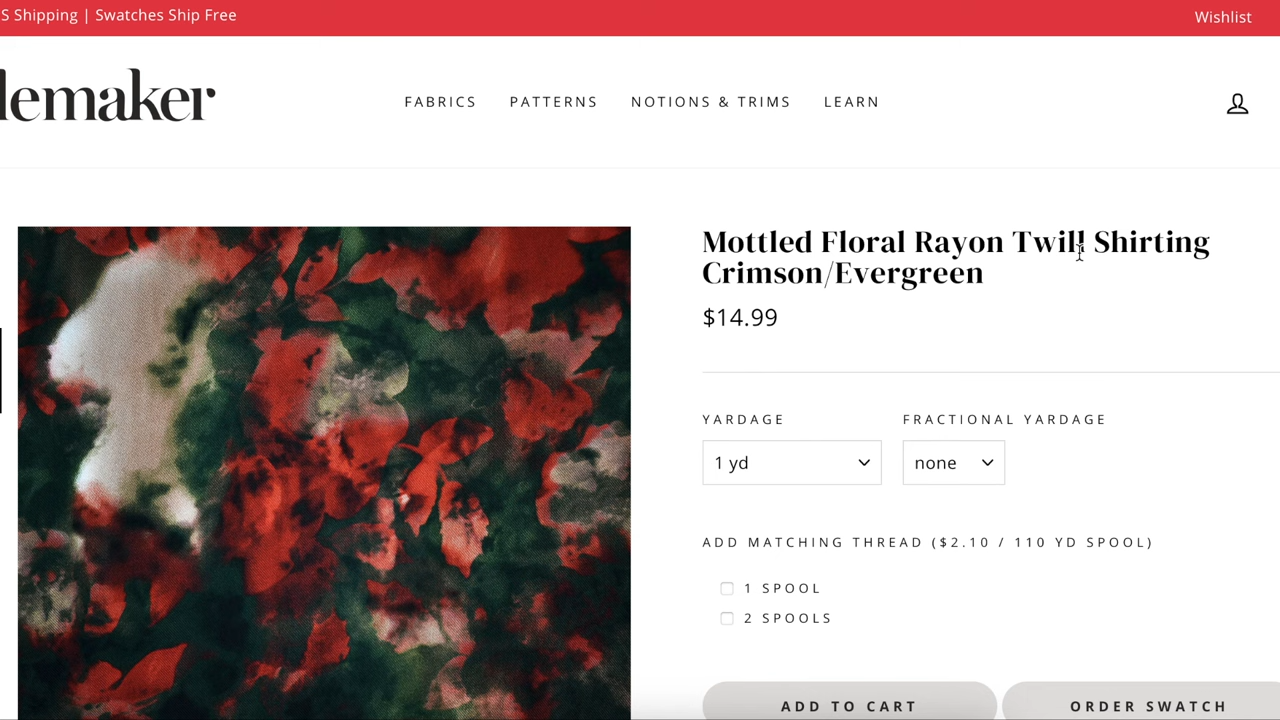 S Shipping | Swatches Ship Free
Wishlist
lemaker
FABRICS PATTERNS NOTIONS & TRIMS LEARN
Mottled Floral Rayon Twill Shirting
Crimson/Evergreen
$14.99
YARDAGE FRACTIONAL YARDAGE
1 yd none
ADD MATCHING THREAD ($2.10 / 110 YD SPOOL)
1 SPOOL
2 SPOOLS
ADD TO CART ORDER SWATCH